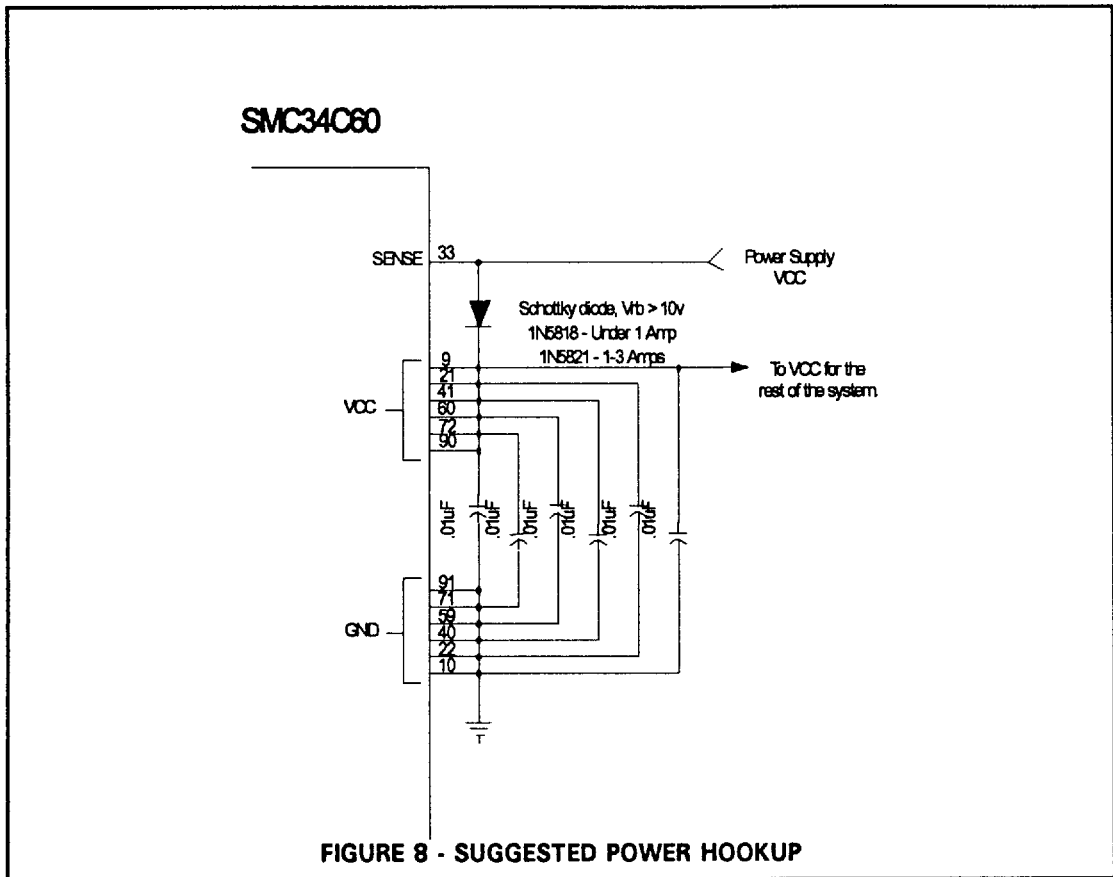 SMC34C60
SENSE 33
Power Supply
VCC
Schottky diode, Vrb > 10v
1N5818 - Under 1 Amp
1N5821 - 1-3 Amps
9
21
41
60
72
90
VCC
To VCC for the
rest of the system.
.01uF
.01uF
.01uF
.01uF
.01uF
.01uF
91
71
59
40
22
10
GND
FIGURE 8 - SUGGESTED POWER HOOKUP